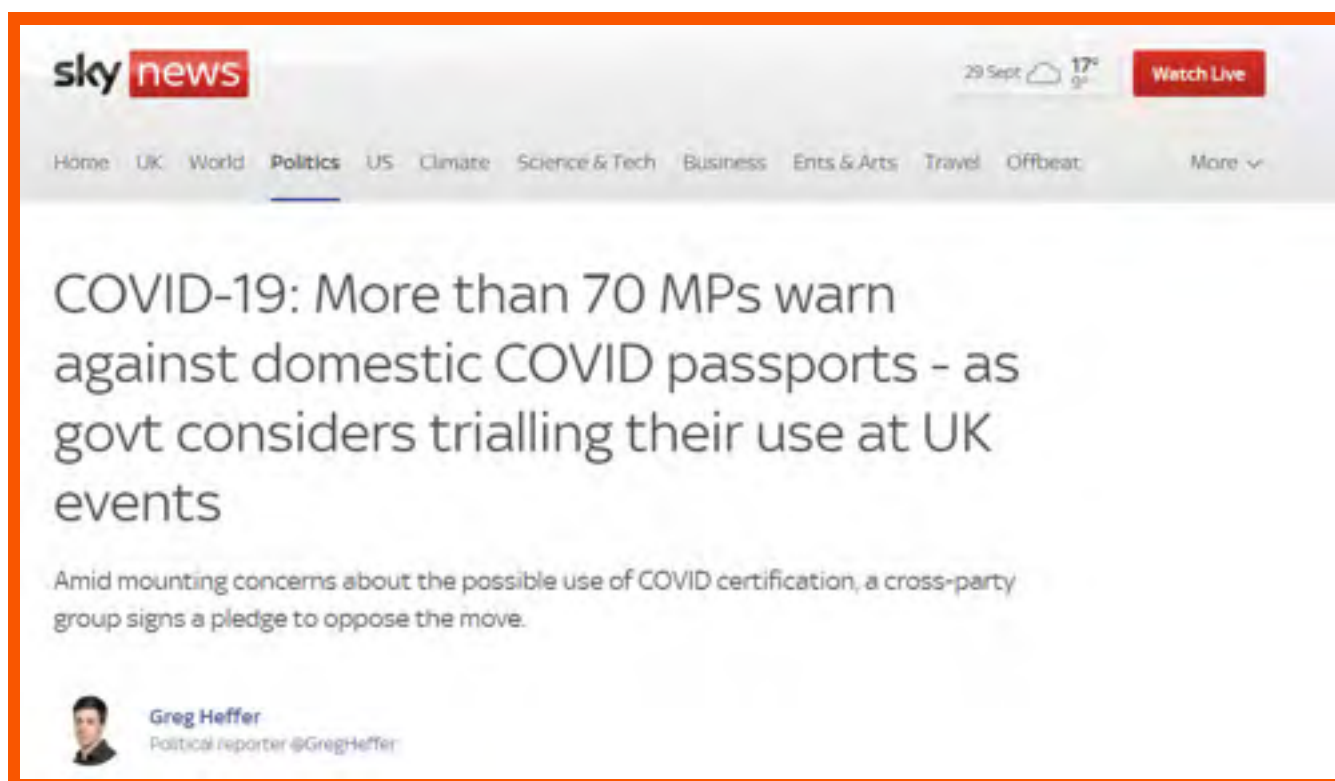 sky news
29 Sept 17° 9° Watch Live
Home UK World Politics US Climate Science & Tech Business Ents & Arts Travel Offbeat More
COVID-19: More than 70 MPs warn
against domestic COVID passports - as
govt considers trialling their use at UK
events
Amid mounting concerns about the possible use of COVID certification, a cross-party
group signs a pledge to oppose the move.
Greg Heffer
Political reporter @GregHeffer